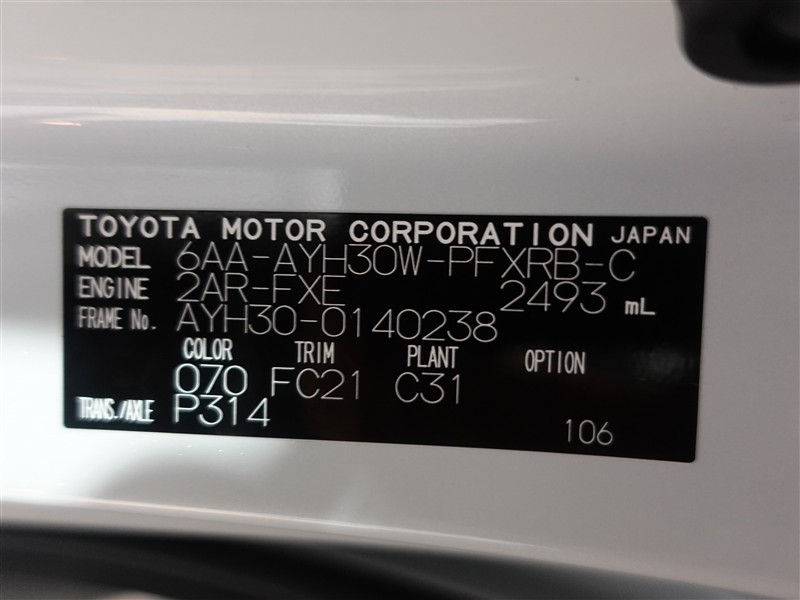 TOYOTA MOTOR CORPORATION JAPAN
MODEL 6AA-AYH30W-PFXRB-C
ENGINE 2AR-FXE 2493 mL
FRAME No. AYH30-0140238
COLOR TRIM PLANT OPTION
070 FC21 C31
TRANS./AXLE P314
106